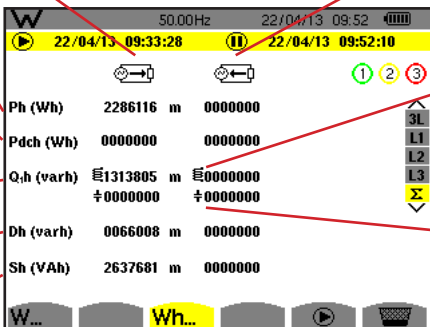 W 50.00Hz 22/04/13 09:52
22/04/13 09:33:28 22/04/13 09:52:10
1 2 3
Ph (Wh) 2286116 m 0000000
3L
Pdch (Wh) 0000000 0000000
L1
L2
Q₁h (varh) 1313805 m 0000000
L3
0000000 0000000
Σ
Dh (varh) 0066008 m 0000000
Sh (VAh) 2637681 m 0000000
W... Wh...